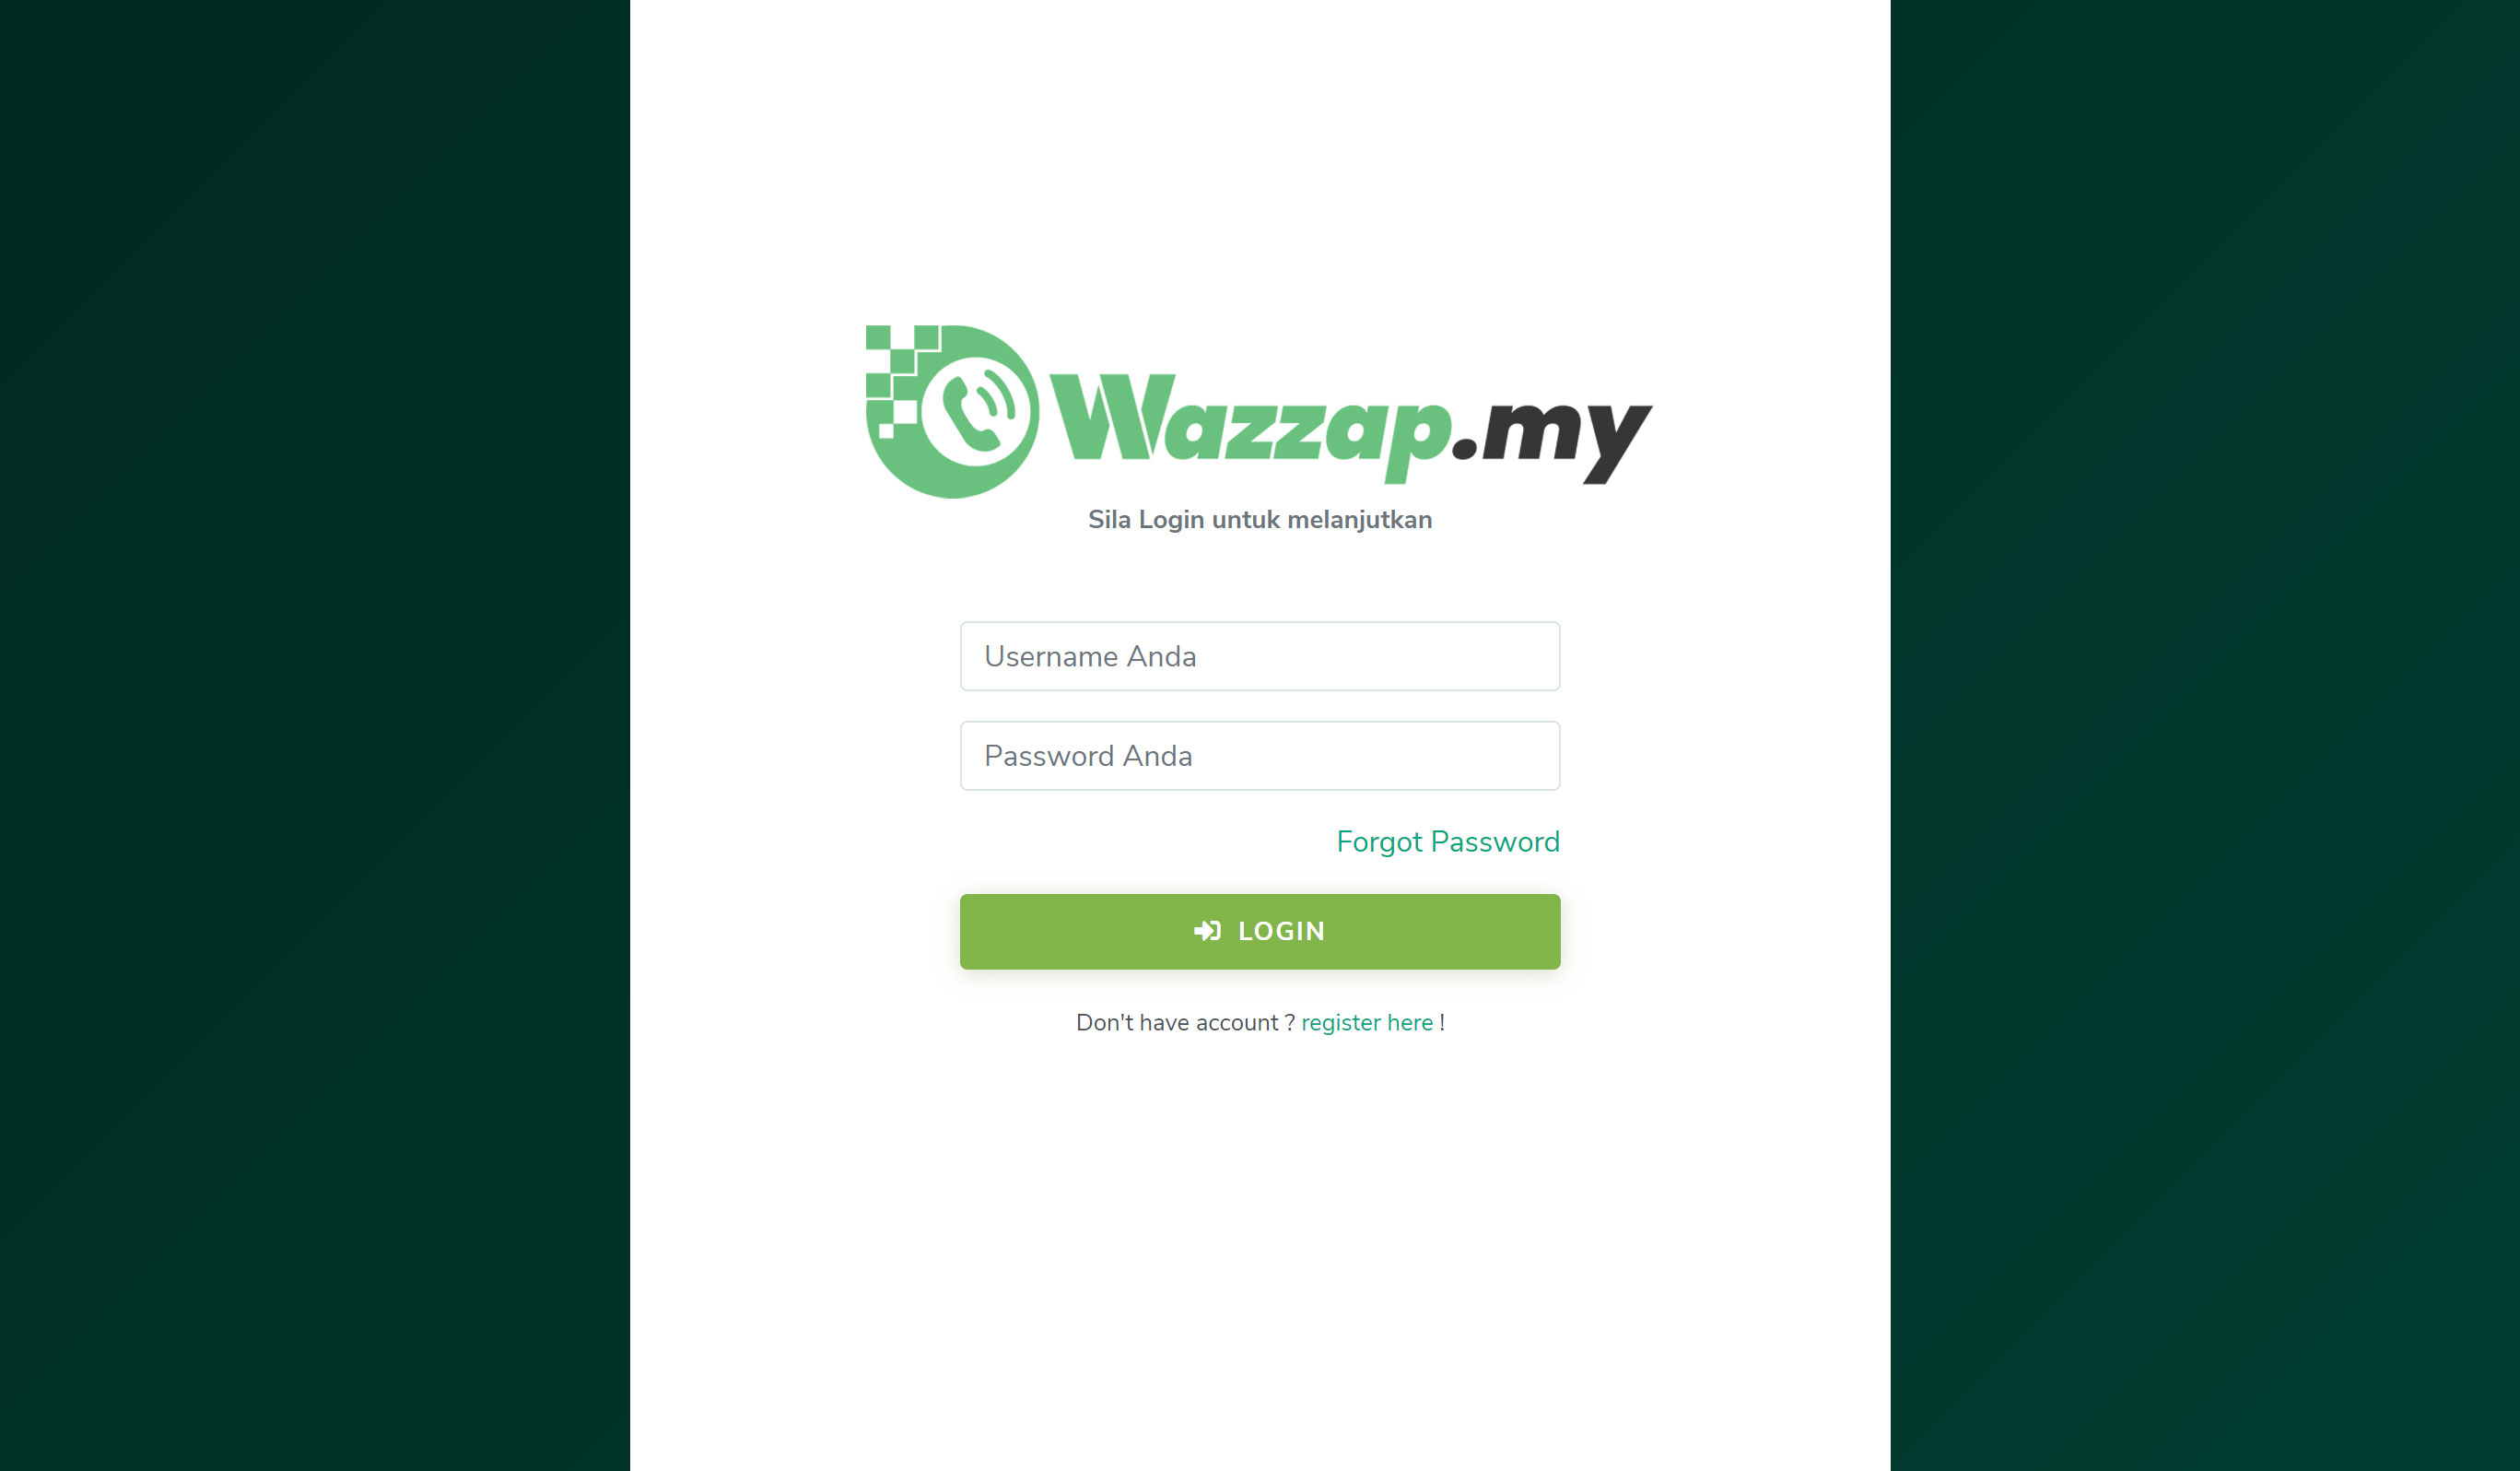 Wazzap.my
Sila Login untuk melanjutkan
Username Anda
Password Anda
Forgot Password
LOGIN
Don't have account ? register here !